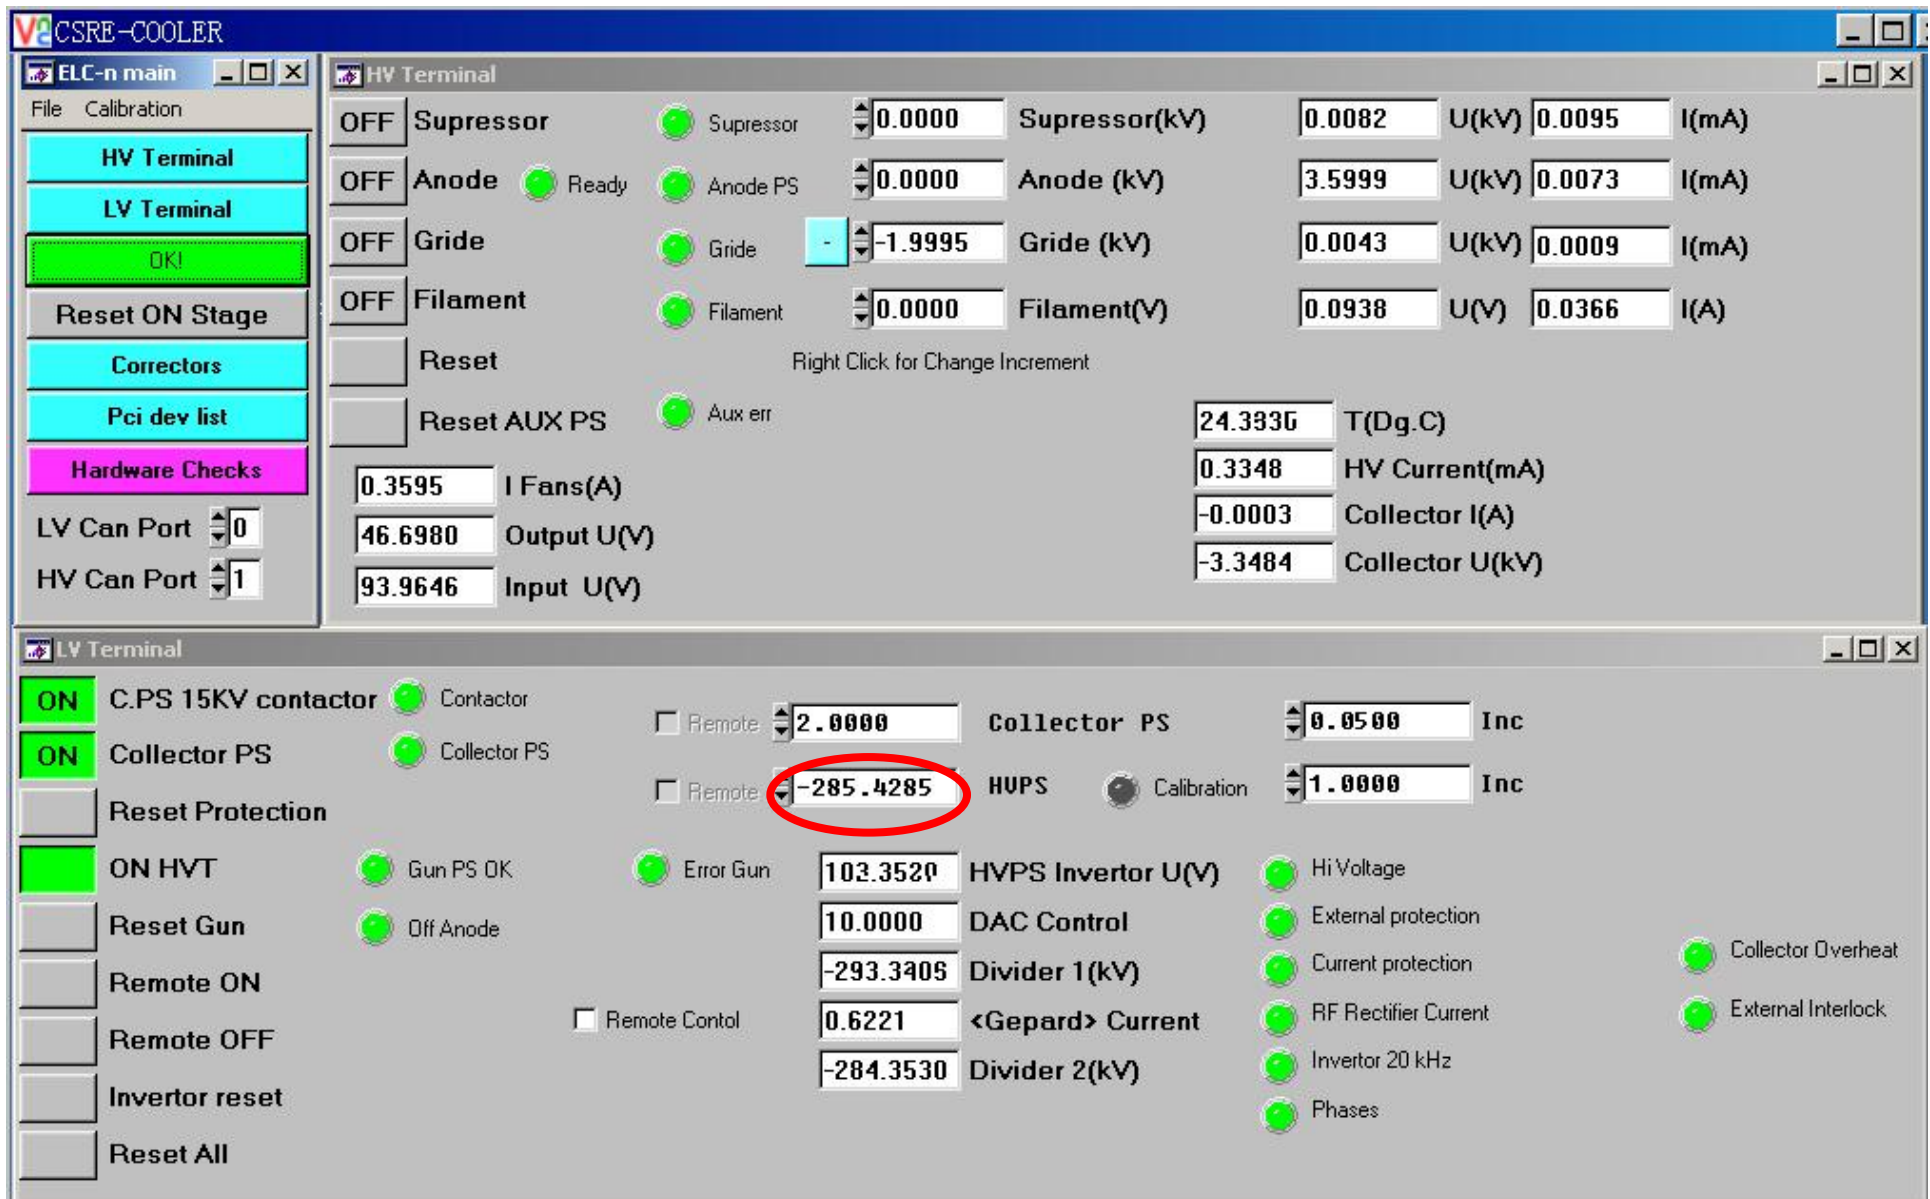 CSRE-COOLER
ELC-n main
File Calibration
HV Terminal
LV Terminal
OK!
Reset ON Stage
Correctors
Pci dev list
Hardware Checks
LV Can Port 0
HV Can Port 1
HV Terminal
OFF Supressor Supressor 0.0000 Supressor(kV) 0.0082 U(kV) 0.0095 I(mA)
OFF Anode Ready Anode PS 0.0000 Anode (kV) 3.5999 U(kV) 0.0073 I(mA)
OFF Gride Gride - -1.9995 Gride (kV) 0.0043 U(kV) 0.0009 I(mA)
OFF Filament Filament 0.0000 Filament(V) 0.0938 U(V) 0.0366 I(A)
Reset Right Click for Change Increment
Reset AUX PS Aux err
T(Dg.C)
0.3595 I Fans(A)
0.3348 HV Current(mA)
46.6980 Output U(V)
-0.0003 Collector I(A)
93.9646 Input U(V)
-3.3484 Collector U(kV)
LV Terminal
ON C.PS 15KV contactor Contactor
Remote 2.0000 Collector PS 0.0500 Inc
ON Collector PS Collector PS
Remote -285.4285 HVPS Calibration 1.0000 Inc
Reset Protection
ON HVT Gun PS OK Error Gun HVPS Invertor U(V) Hi Voltage
Reset Gun Off Anode 10.0000 DAC Control External protection
Collector Overheat
Remote ON Divider 1(kV) Current protection
Remote Contol 0.6221 <Gepard> Current RF Rectifier Current External Interlock
Remote OFF
-284.3530 Divider 2(kV) Invertor 20 kHz
Invertor reset Phases
Reset All